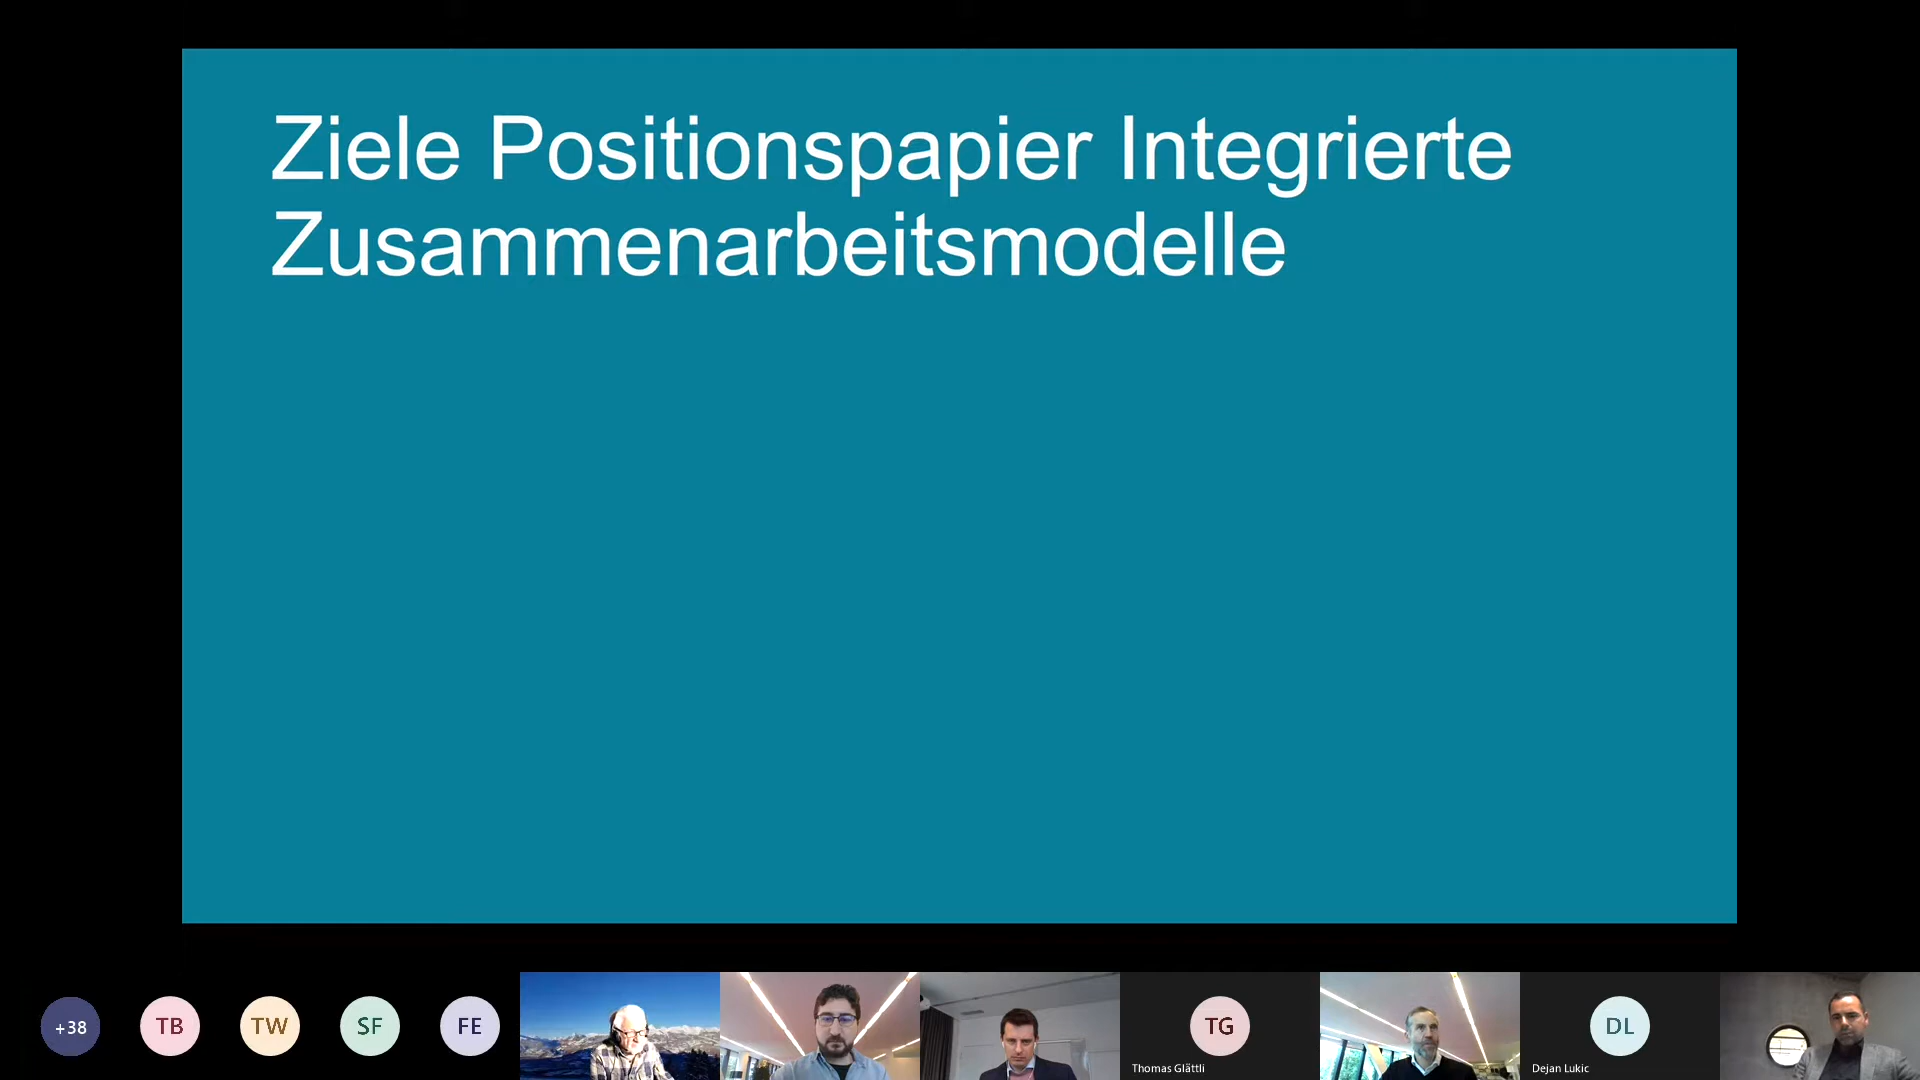 Ziele Positionspapier Integrierte
Zusammenarbeitsmodelle
+38
TB
TW
SF
FE
TG
Thomas Glättli
DL
Dejan Lukic